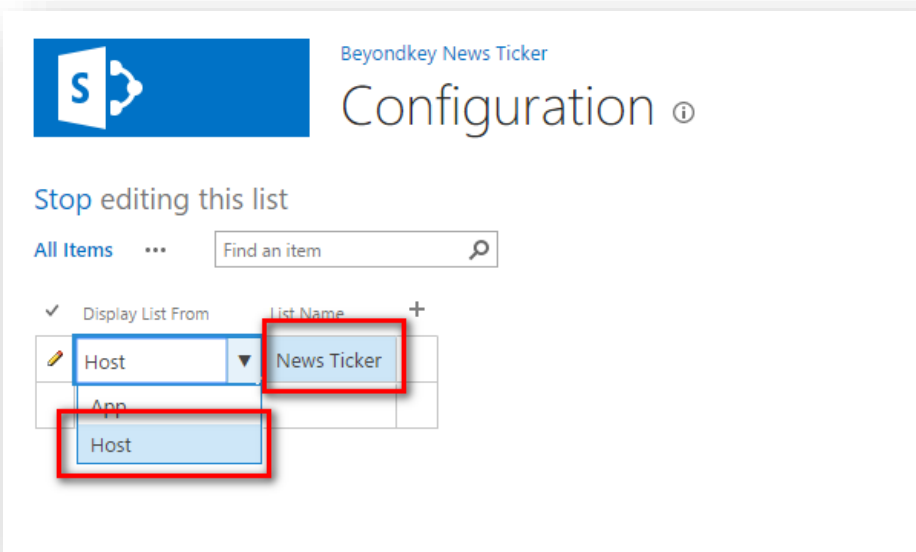 S
Beyondkey News Ticker
Configuration
Stop editing this list
All Items ... Find an item
Display List From List Name +
Host News Ticker
App
Host